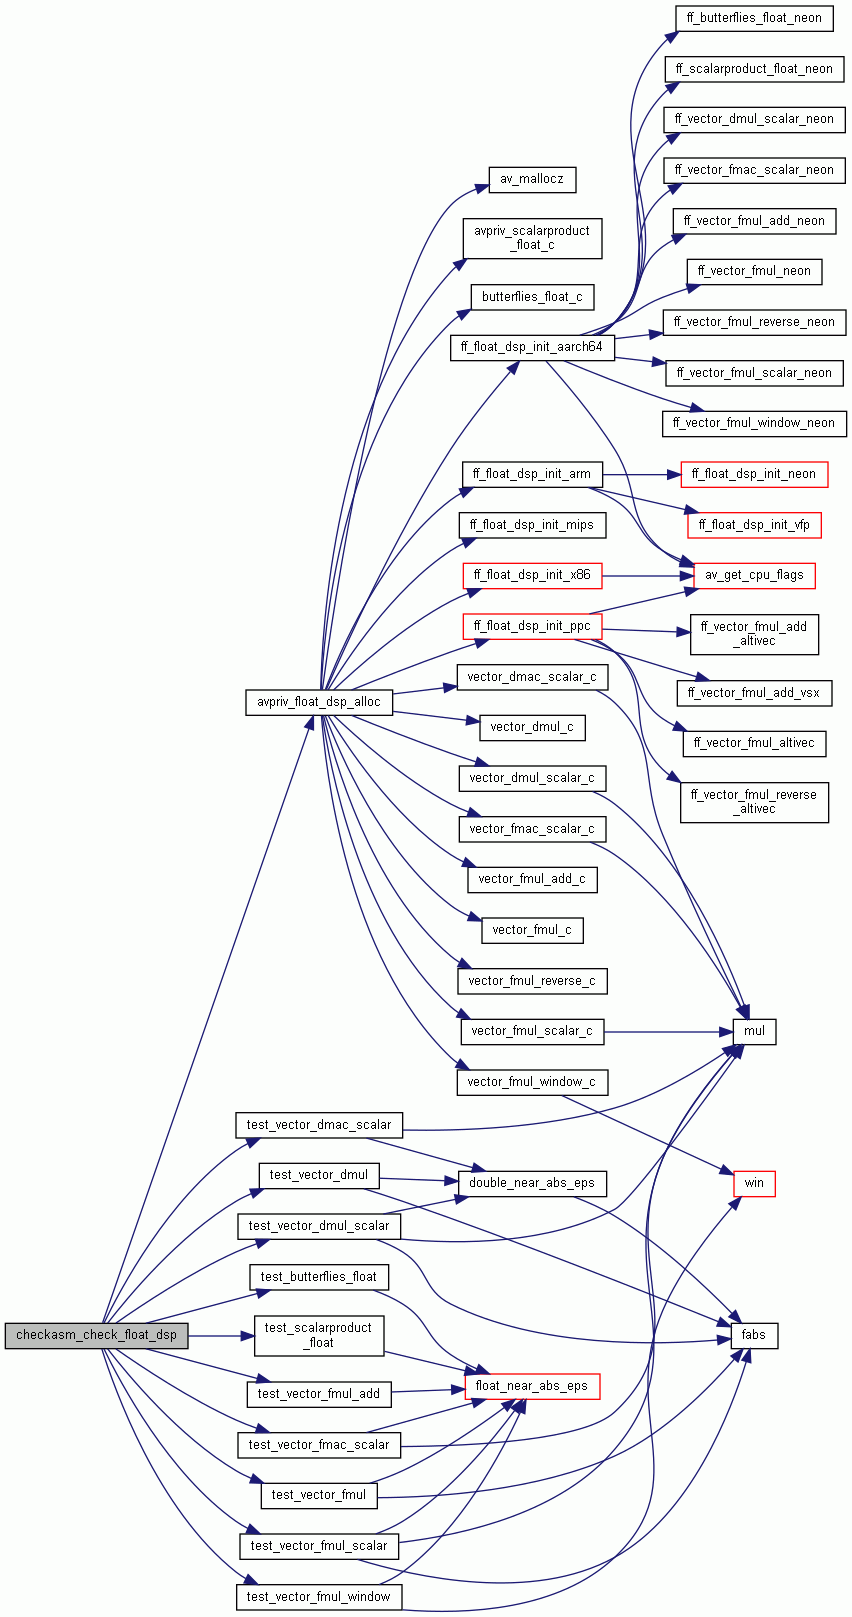 ff_butterflies_float_neon
ff_scalarproduct_float_neon
ff_vector_dmul_scalar_neon
ff_vector_fmac_scalar_neon
av_mallocz
ff_vector_fmul_add_neon
avpriv_scalarproduct
_float_c
ff_vector_fmul_neon
butterflies_float_c
ff_vector_fmul_reverse_neon
ff_float_dsp_init_aarch64
ff_vector_fmul_scalar_neon
ff_vector_fmul_window_neon
ff_float_dsp_init_arm
ff_float_dsp_init_neon
ff_float_dsp_init_mips
ff_float_dsp_init_vfp
ff_float_dsp_init_x86
av_get_cpu_flags
ff_float_dsp_init_ppc
ff_vector_fmul_add
_altivec
vector_dmac_scalar_c
ff_vector_fmul_add_vsx
avpriv_float_dsp_alloc
vector_dmul_c
ff_vector_fmul_altivec
vector_dmul_scalar_c
ff_vector_fmul_reverse
_altivec
vector_fmac_scalar_c
vector_fmul_add_c
vector_fmul_c
vector_fmul_reverse_c
vector_fmul_scalar_c
mul
vector_fmul_window_c
test_vector_dmac_scalar
test_vector_dmul
double_near_abs_eps
win
test_vector_dmul_scalar
test_butterflies_float
checkasm_check_float_dsp
test_scalarproduct
_float
fabs
test_vector_fmul_add
float_near_abs_eps
test_vector_fmac_scalar
test_vector_fmul
test_vector_fmul_scalar
test_vector_fmul_window